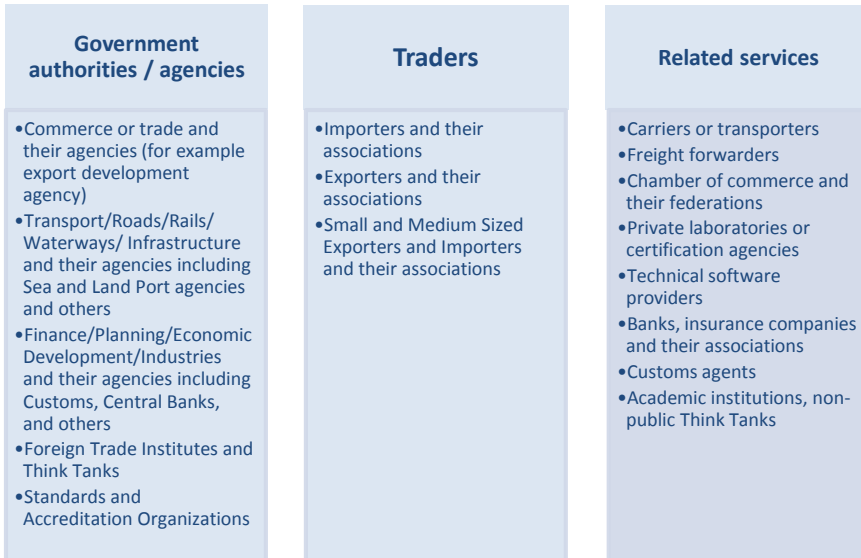 Government
authorities / agencies
•Commerce or trade and
their agencies (for example
export development
agency)
•Transport/Roads/Rails/
Waterways/ Infrastructure
and their agencies including
Sea and Land Port agencies
and others
•Finance/Planning/Economic
Development/Industries
and their agencies including
Customs, Central Banks,
and others
•Foreign Trade Institutes and
Think Tanks
•Standards and
Accreditation Organizations
Traders
•Importers and their
associations
•Exporters and their
associations
•Small and Medium Sized
Exporters and Importers
and their associations
Related services
•Carriers or transporters
•Freight forwarders
•Chamber of commerce and
their federations
•Private laboratories or
certification agencies
•Technical software
providers
•Banks, insurance companies
and their associations
•Customs agents
•Academic institutions, non-
public Think Tanks